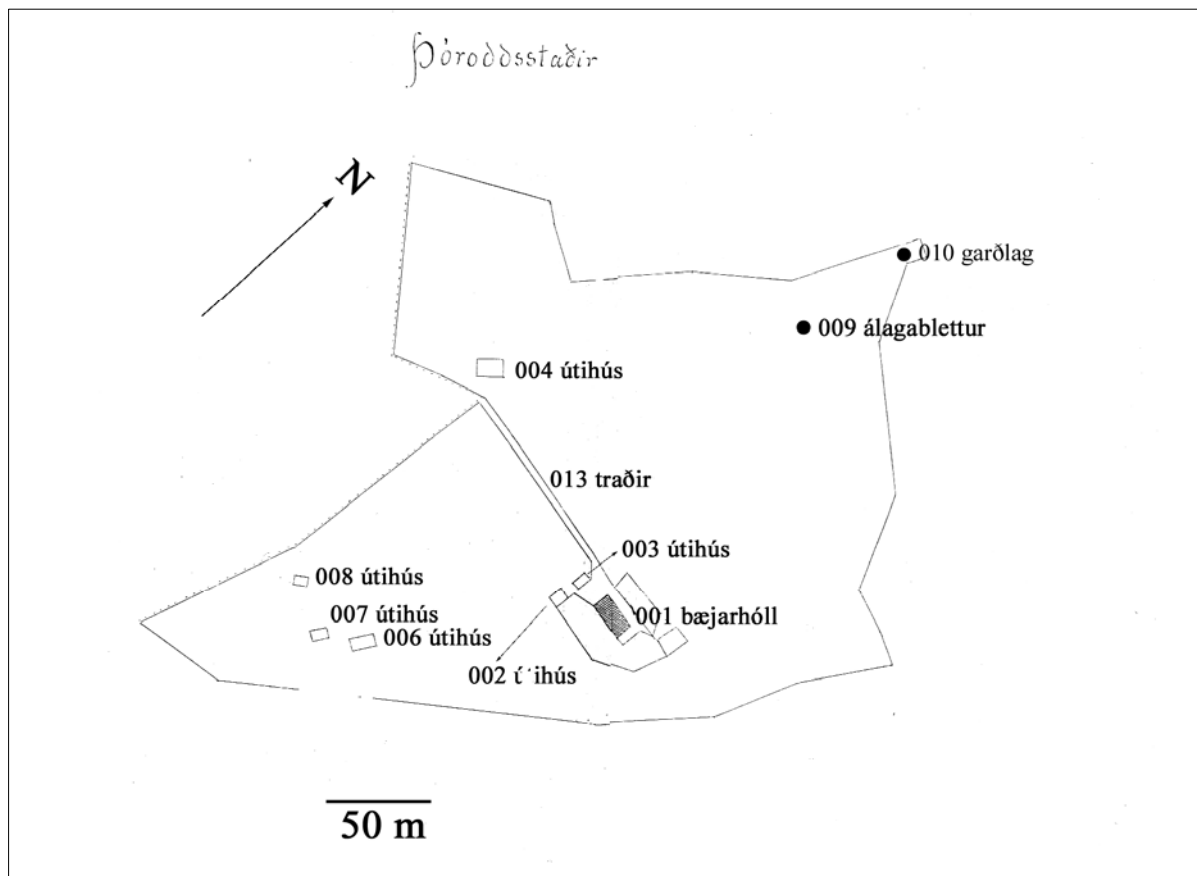 Þóroddsstaðir
N
010 garðlag
009 álagablettur
004 útihús
013 traðir
003 útihús
008 útihús
007 útihús
001 bæjarhóll
006 útihús
002
50 m